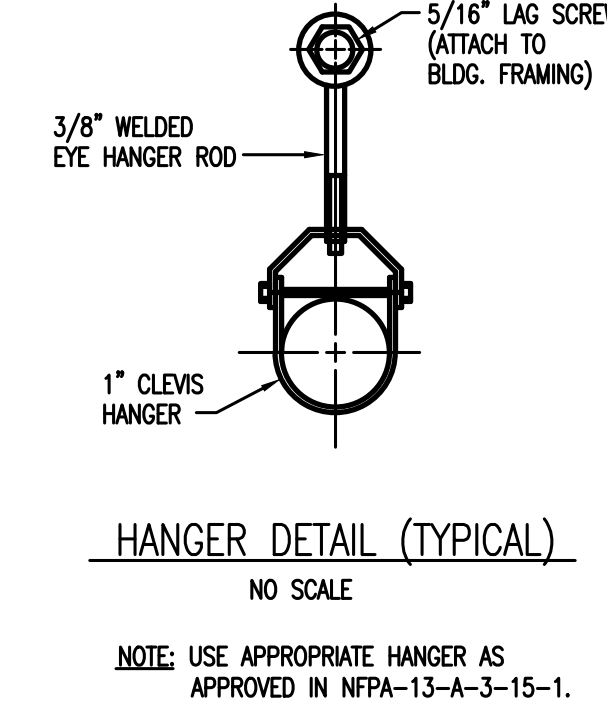 5/16" LAG SCREW
(ATTACH TO
BLDG. FRAMING)
3/8" WELDED
EYE HANGER ROD
1" CLEVIS
HANGER
HANGER DETAIL (TYPICAL)
NO SCALE
NOTE: USE APPROPRIATE HANGER AS
APPROVED IN NFPA-13-A-3-15-1.